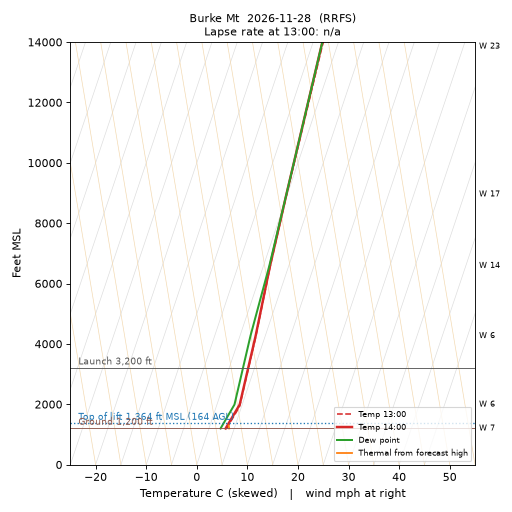 Burke Mt  2026-11-28  (RRFS)
Lapse rate at 13:00: n/a
14000
12000
10000
8000
6000
4000
2000
0
Feet MSL
W 23
W 17
W 14
W 6
W 6
W 7
Launch 3,200 ft
Top of lift 1,364 ft MSL (164 AGL)
Ground 1,200 ft
Temp 13:00
Temp 14:00
Dew point
Thermal from forecast high
−20 −10 0 10 20 30 40 50
Temperature C (skewed)   |   wind mph at right